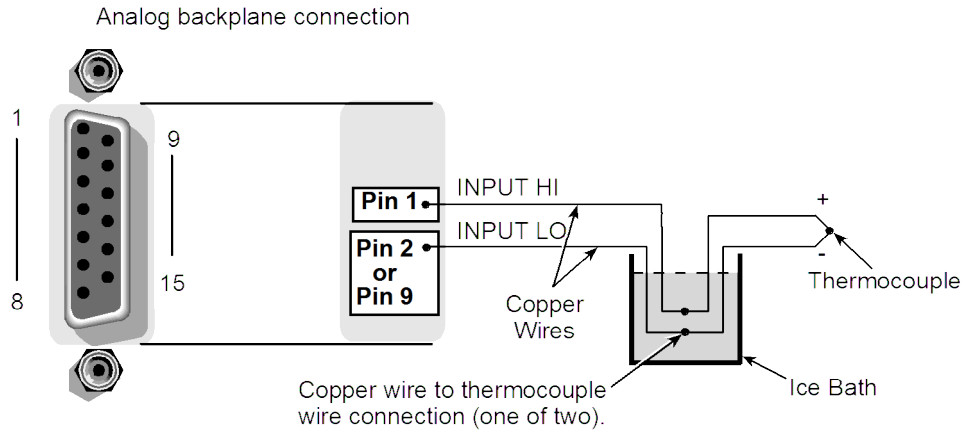 Analog backplane connection
1
9
8
15
Pin 1
INPUT HI
Pin 2
or
Pin 9
INPUT LO
+
-
Thermocouple
Copper
Wires
Ice Bath
Copper wire to thermocouple
wire connection (one of two).